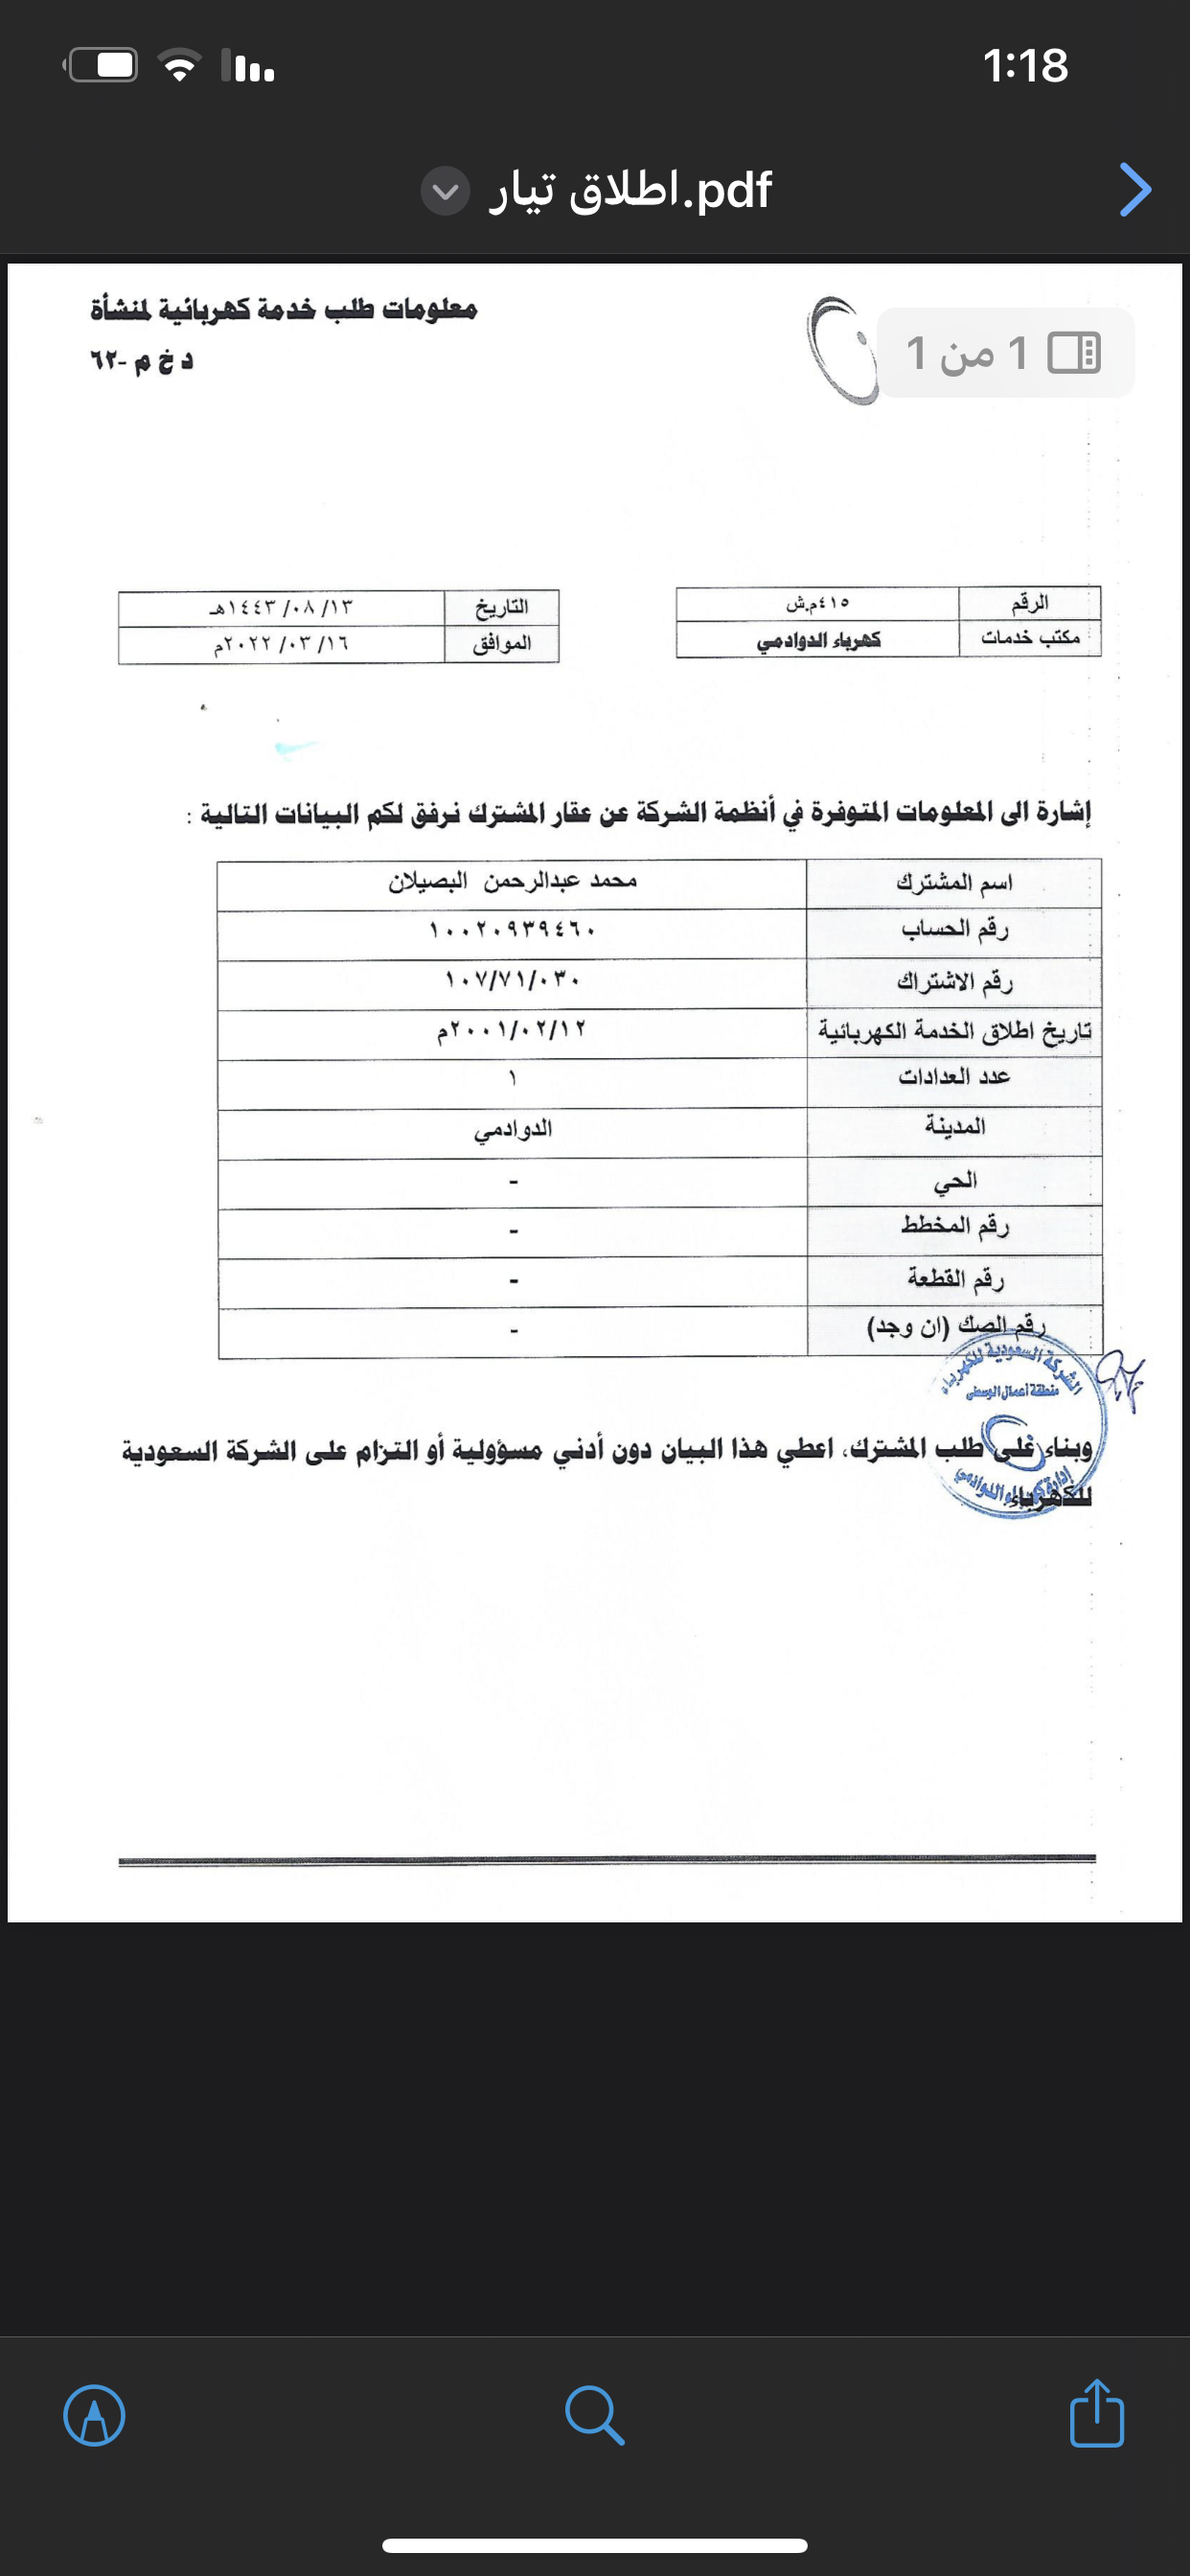 1:18
اطلاق تيار.pdf
1 من 1
معلومات طلب خدمة كهربائية لمنشأة
د خ م -٦٢
الرقم ٤١٥م.ش
مكتب خدمات كهرباء الدوادمي
التاريخ ١٣/ ٠٨/ ١٤٤٣هـ
الموافق ١٦/ ٠٣/ ٢٠٢٢م
إشارة الى المعلومات المتوفرة في أنظمة الشركة عن عقار المشترك نرفق لكم البيانات التالية :
اسم المشترك محمد عبدالرحمن البصيلان
رقم الحساب ١٠٠٢٠٩٣٩٤٦٠
رقم الاشتراك ١٠٧/٧١/٠٣٠
تاريخ اطلاق الخدمة الكهربائية ٢٠٠١/٠٢/١٢م
عدد العدادات ١
المدينة الدوادمي
الحي -
رقم المخطط -
رقم القطعة -
رقم الصك (ان وجد) -
الشركة السعودية للكهرباء
منطقة أعمال الوسطى
إدارة كهرباء الدوادمي
وبناء على طلب المشترك، اعطي هذا البيان دون أدني مسؤولية أو التزام على الشركة السعودية
للكهرباء